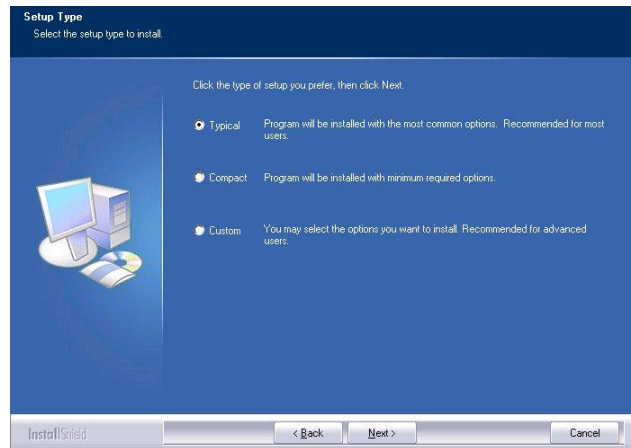 Setup Type
Select the setup type to install.
Click the type of setup you prefer, then click Next.
Typical
Program will be installed with the most common options. Recommended for most
users.
Compact
Program will be installed with minimum required options.
Custom
You may select the options you want to install. Recommended for advanced
users.
InstallShield
< Back
Next >
Cancel